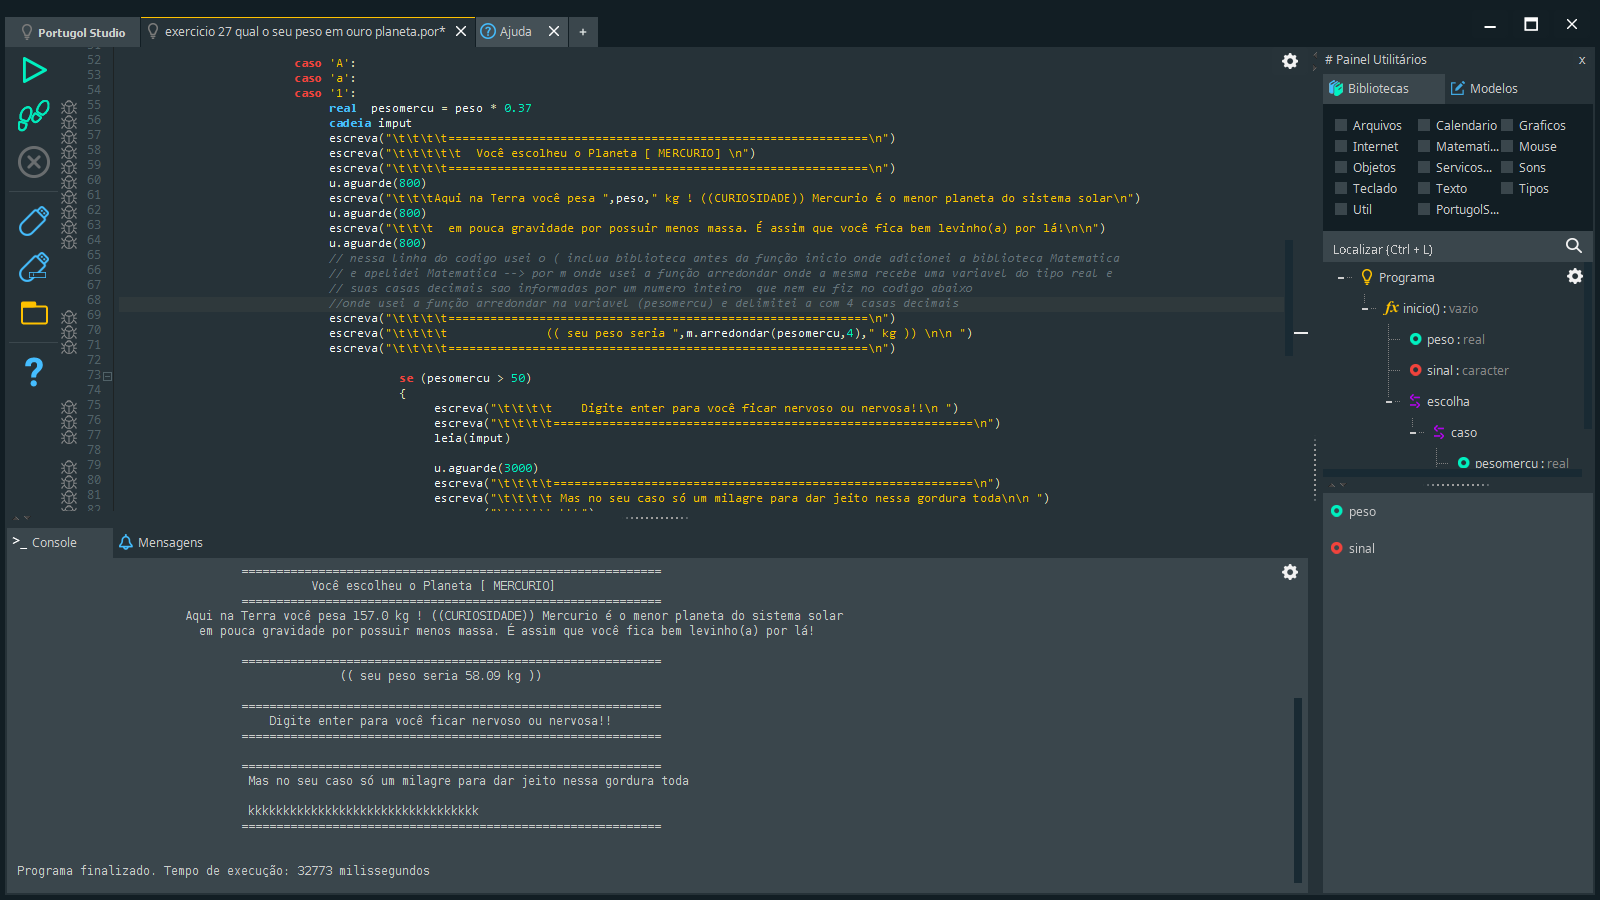 Portugol Studio
exercicio 27 qual o seu peso em ouro planeta.por*
Ajuda
+
51
52 caso 'A':
53 caso 'a':
54 caso '1':
55 real  pesomercu = peso * 0.37
56 cadeia imput
57 escreva("\t\t\t\t============================================================\n")
58 escreva("\t\t\t\t\t  Você escolheu o Planeta [ MERCURIO] \n")
59 escreva("\t\t\t\t============================================================\n")
60 u.aguarde(800)
61 escreva("\t\t\tAqui na Terra você pesa ",peso," kg ! ((CURIOSIDADE)) Mercurio é o menor planeta do sistema solar\n")
62 u.aguarde(800)
63 escreva("\t\t\t  em pouca gravidade por possuir menos massa. É assim que você fica bem levinho(a) por lá!\n\n")
64 u.aguarde(800)
65 // nessa linha do codigo usei o ( inclua biblioteca antes da função inicio onde adicionei a biblioteca Matematica
66 // e apelidei Matematica --> por m onde usei a função arredondar onde a mesma recebe uma variavel do tipo real e
67 // suas casas decimais sao informadas por um numero inteiro  que nem eu fiz no codigo abaixo
68 //onde usei a função arredondar na variavel (pesomercu) e delimitei a com 4 casas decimais
69 escreva("\t\t\t\t============================================================\n")
70 escreva("\t\t\t\t              (( seu peso seria ",m.arredondar(pesomercu,4)," kg )) \n\n ")
71 escreva("\t\t\t\t============================================================\n")
72
73 se (pesomercu > 50)
74 {
75 escreva("\t\t\t\t    Digite enter para você ficar nervoso ou nervosa!!\n ")
76 escreva("\t\t\t\t============================================================\n")
77 leia(imput)
78
79 u.aguarde(3000)
80 escreva("\t\t\t\t============================================================\n")
81 escreva("\t\t\t\t Mas no seu caso só um milagre para dar jeito nessa gordura toda\n\n ")
82
# Painel Utilitários
x
Bibliotecas
Modelos
Arquivos Calendario Graficos
Internet Matemati... Mouse
Objetos Servicos... Sons
Teclado Texto Tipos
Util PortugolS...
Localizar (Ctrl + L)
Programa
fx inicio() : vazio
peso : real
sinal : caracter
escolha
caso
pesomercu : real
peso
sinal
>_ Console
Mensagens
============================================================
Você escolheu o Planeta [ MERCURIO]
============================================================
Aqui na Terra você pesa 157.0 kg ! ((CURIOSIDADE)) Mercurio é o menor planeta do sistema solar
em pouca gravidade por possuir menos massa. É assim que você fica bem levinho(a) por lá!
============================================================
(( seu peso seria 58.09 kg ))
============================================================
Digite enter para você ficar nervoso ou nervosa!!
============================================================
============================================================
Mas no seu caso só um milagre para dar jeito nessa gordura toda
kkkkkkkkkkkkkkkkkkkkkkkkkkkkkkkkk
============================================================
Programa finalizado. Tempo de execução: 32773 milissegundos